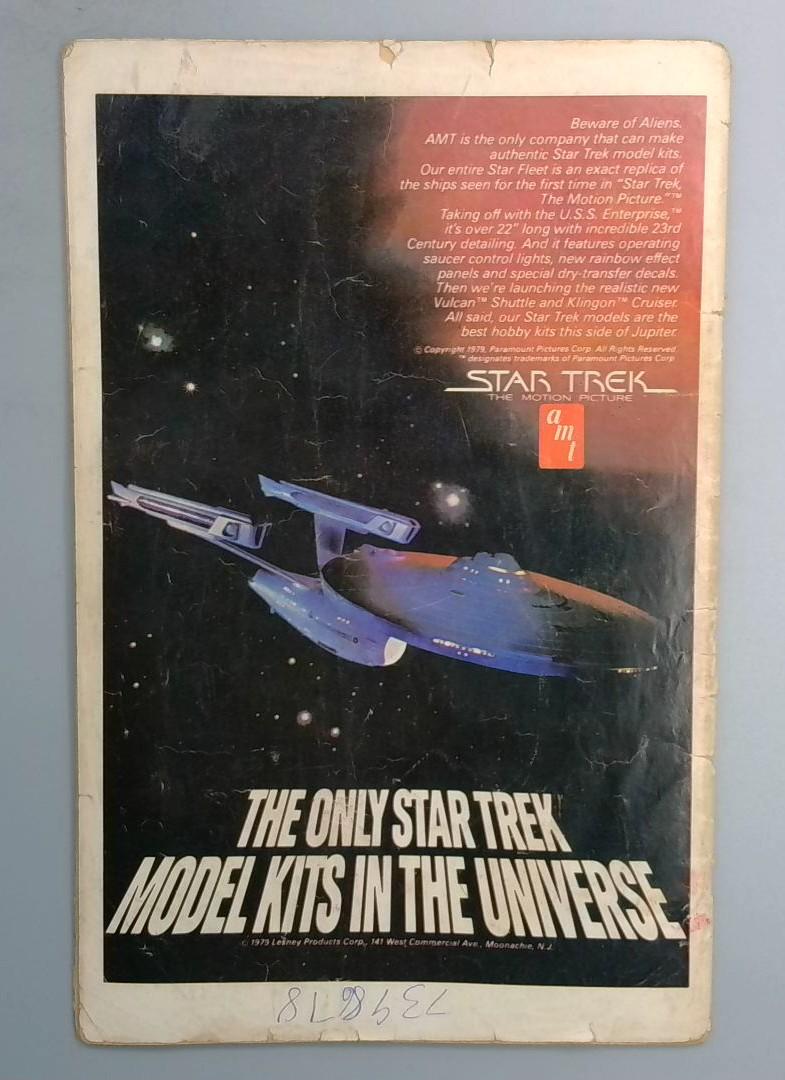 Beware of Aliens.
AMT is the only company that can make
authentic Star Trek model kits.
Our entire Star Fleet is an exact replica of
the ships seen for the first time in "Star Trek,
The Motion Picture."™
Taking off with the U.S.S. Enterprise,™
it's over 22" long with incredible 23rd
Century detailing. And it features operating
saucer control lights, new rainbow effect
panels and special dry-transfer decals.
Then we're launching the realistic new
Vulcan™ Shuttle and Klingon™ Cruiser.
All said, our Star Trek models are the
best hobby kits this side of Jupiter.
© Copyright 1979, Paramount Pictures Corp. All Rights Reserved.
™ designates trademarks of Paramount Pictures Corp.
STAR TREK
THE MOTION PICTURE
amt
THE ONLY STAR TREK
MODEL KITS IN THE UNIVERSE.
© 1979 Lesney Products Corp., 141 West Commercial Ave., Moonachie, N.J.